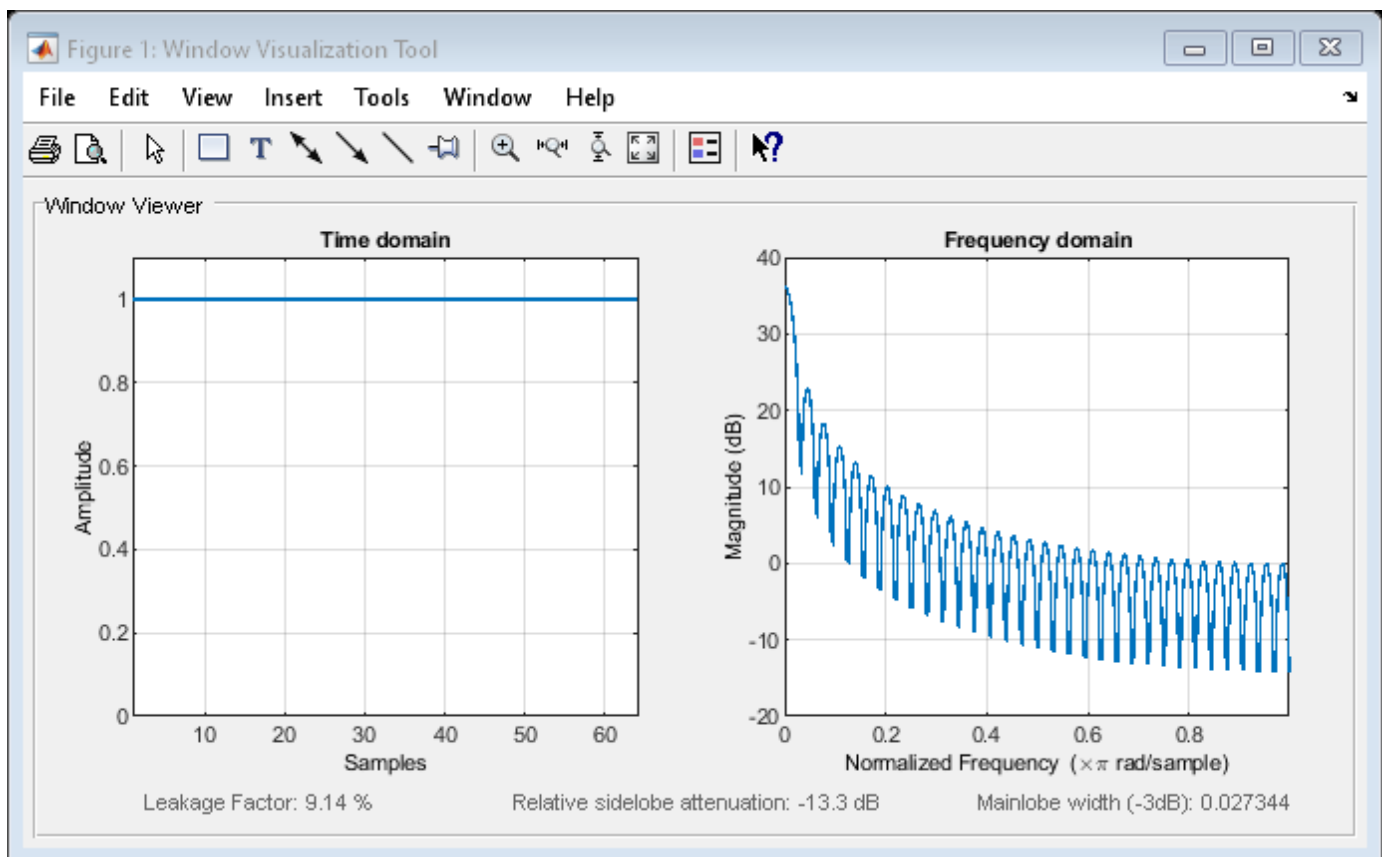 Figure 1: Window Visualization Tool
File Edit View Insert Tools Window Help
T
?
Window Viewer
Time domain
1
0.8
0.6
0.4
0.2
0
Amplitude
10 20 30 40 50 60
Samples
Frequency domain
40
30
20
10
0
-10
-20
Magnitude (dB)
0 0.2 0.4 0.6 0.8
Normalized Frequency (×π rad/sample)
Leakage Factor: 9.14 %
Relative sidelobe attenuation: -13.3 dB
Mainlobe width (-3dB): 0.027344